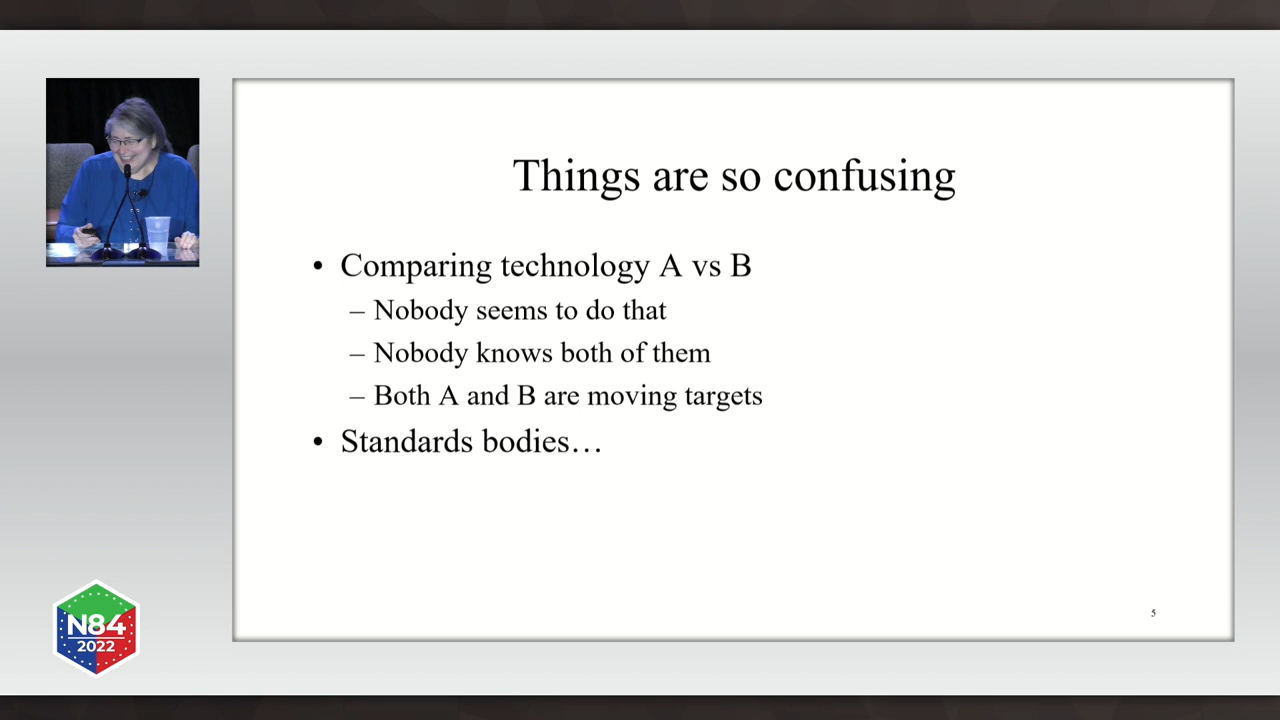 Things are so confusing
• Comparing technology A vs B
– Nobody seems to do that
– Nobody knows both of them
– Both A and B are moving targets
• Standards bodies…
5
N84
2022